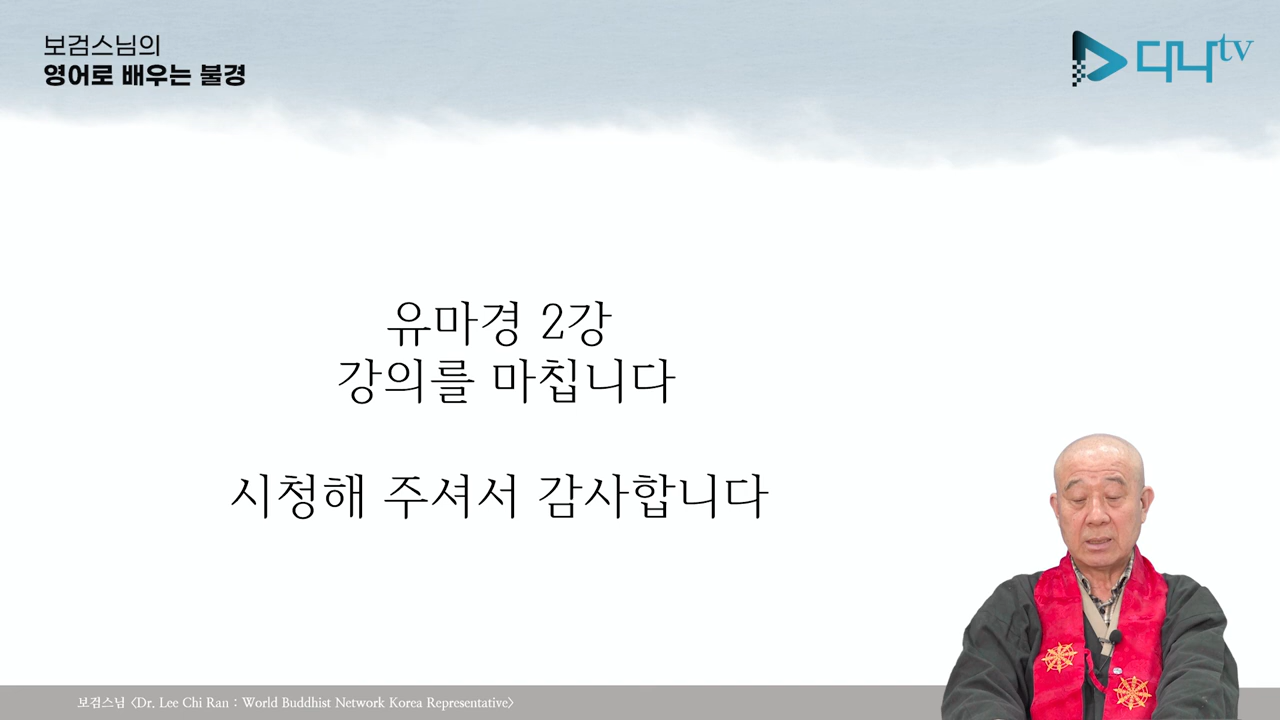 보검스님의
영어로 배우는 불경
디나tv
유마경 2강
강의를 마칩니다
시청해 주셔서 감사합니다
보검스님 <Dr. Lee Chi Ran : World Buddhist Network Korea Representative>